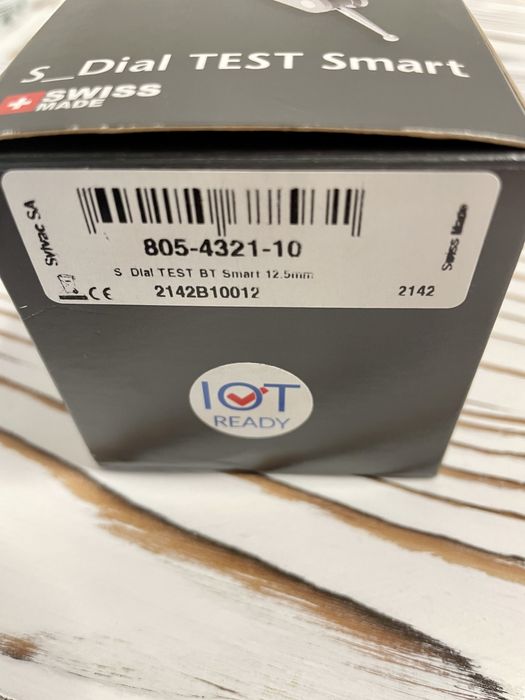 S_Dial TEST Smart
SWISS
MADE
Sylvac SA
805-4321-10
S Dial TEST BT Smart 12.5mm
CE 2142B10012 2142
Swiss Made
IOT
READY